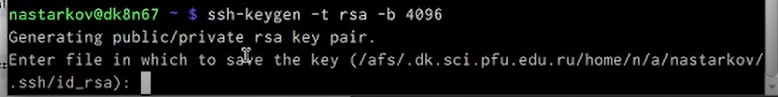 nastarkov@dk8n67 ~ $ ssh-keygen -t rsa -b 4096
Generating public/private rsa key pair.
Enter file in which to save the key (/afs/.dk.sci.pfu.edu.ru/home/n/a/nastarkov/
.ssh/id_rsa):